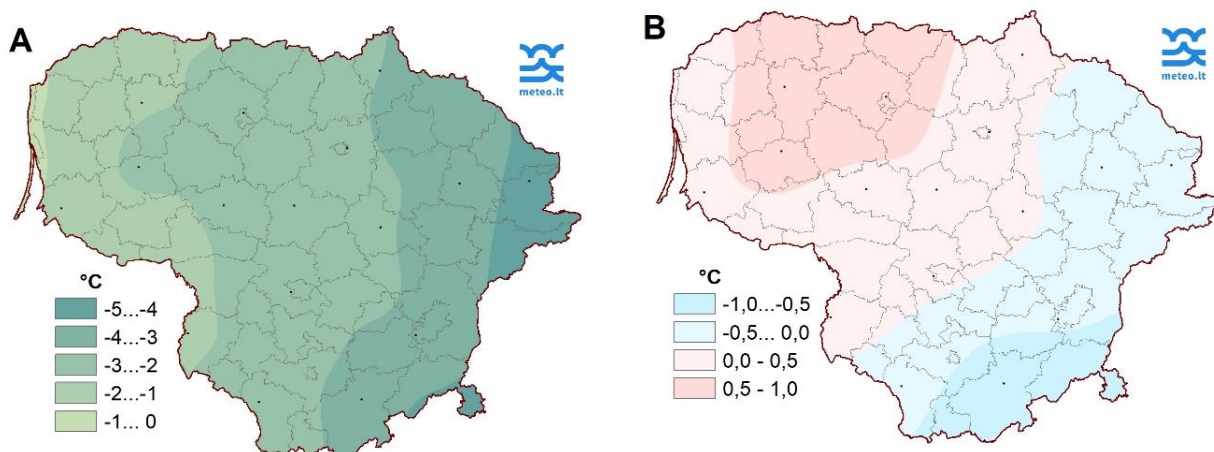 A
meteo.lt
°C
-5...-4
-4...-3
-3...-2
-2...-1
-1... 0
B
meteo.lt
°C
-1,0...-0,5
-0,5... 0,0
0,0 - 0,5
0,5 - 1,0